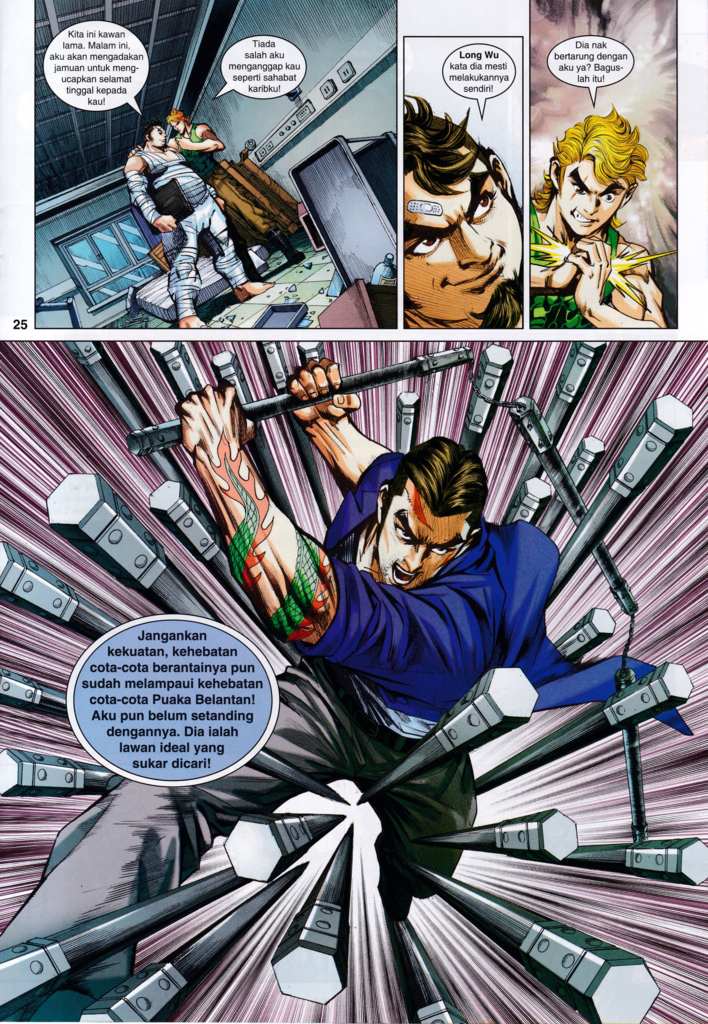 Kita ini kawan
lama. Malam ini,
aku akan mengadakan
jamuan untuk meng-
ucapkan selamat
tinggal kepada
kau!
Tiada
salah aku
menganggap kau
seperti sahabat
karibku!
Long Wu
kata dia mesti
melakukannya
sendiri!
Dia nak
bertarung dengan
aku ya? Bagus-
lah itu!
25
Jangankan
kekuatan, kehebatan
cota-cota berantainya pun
sudah melampaui kehebatan
cota-cota Puaka Belantan!
Aku pun belum setanding
dengannya. Dia ialah
lawan ideal yang
sukar dicari!